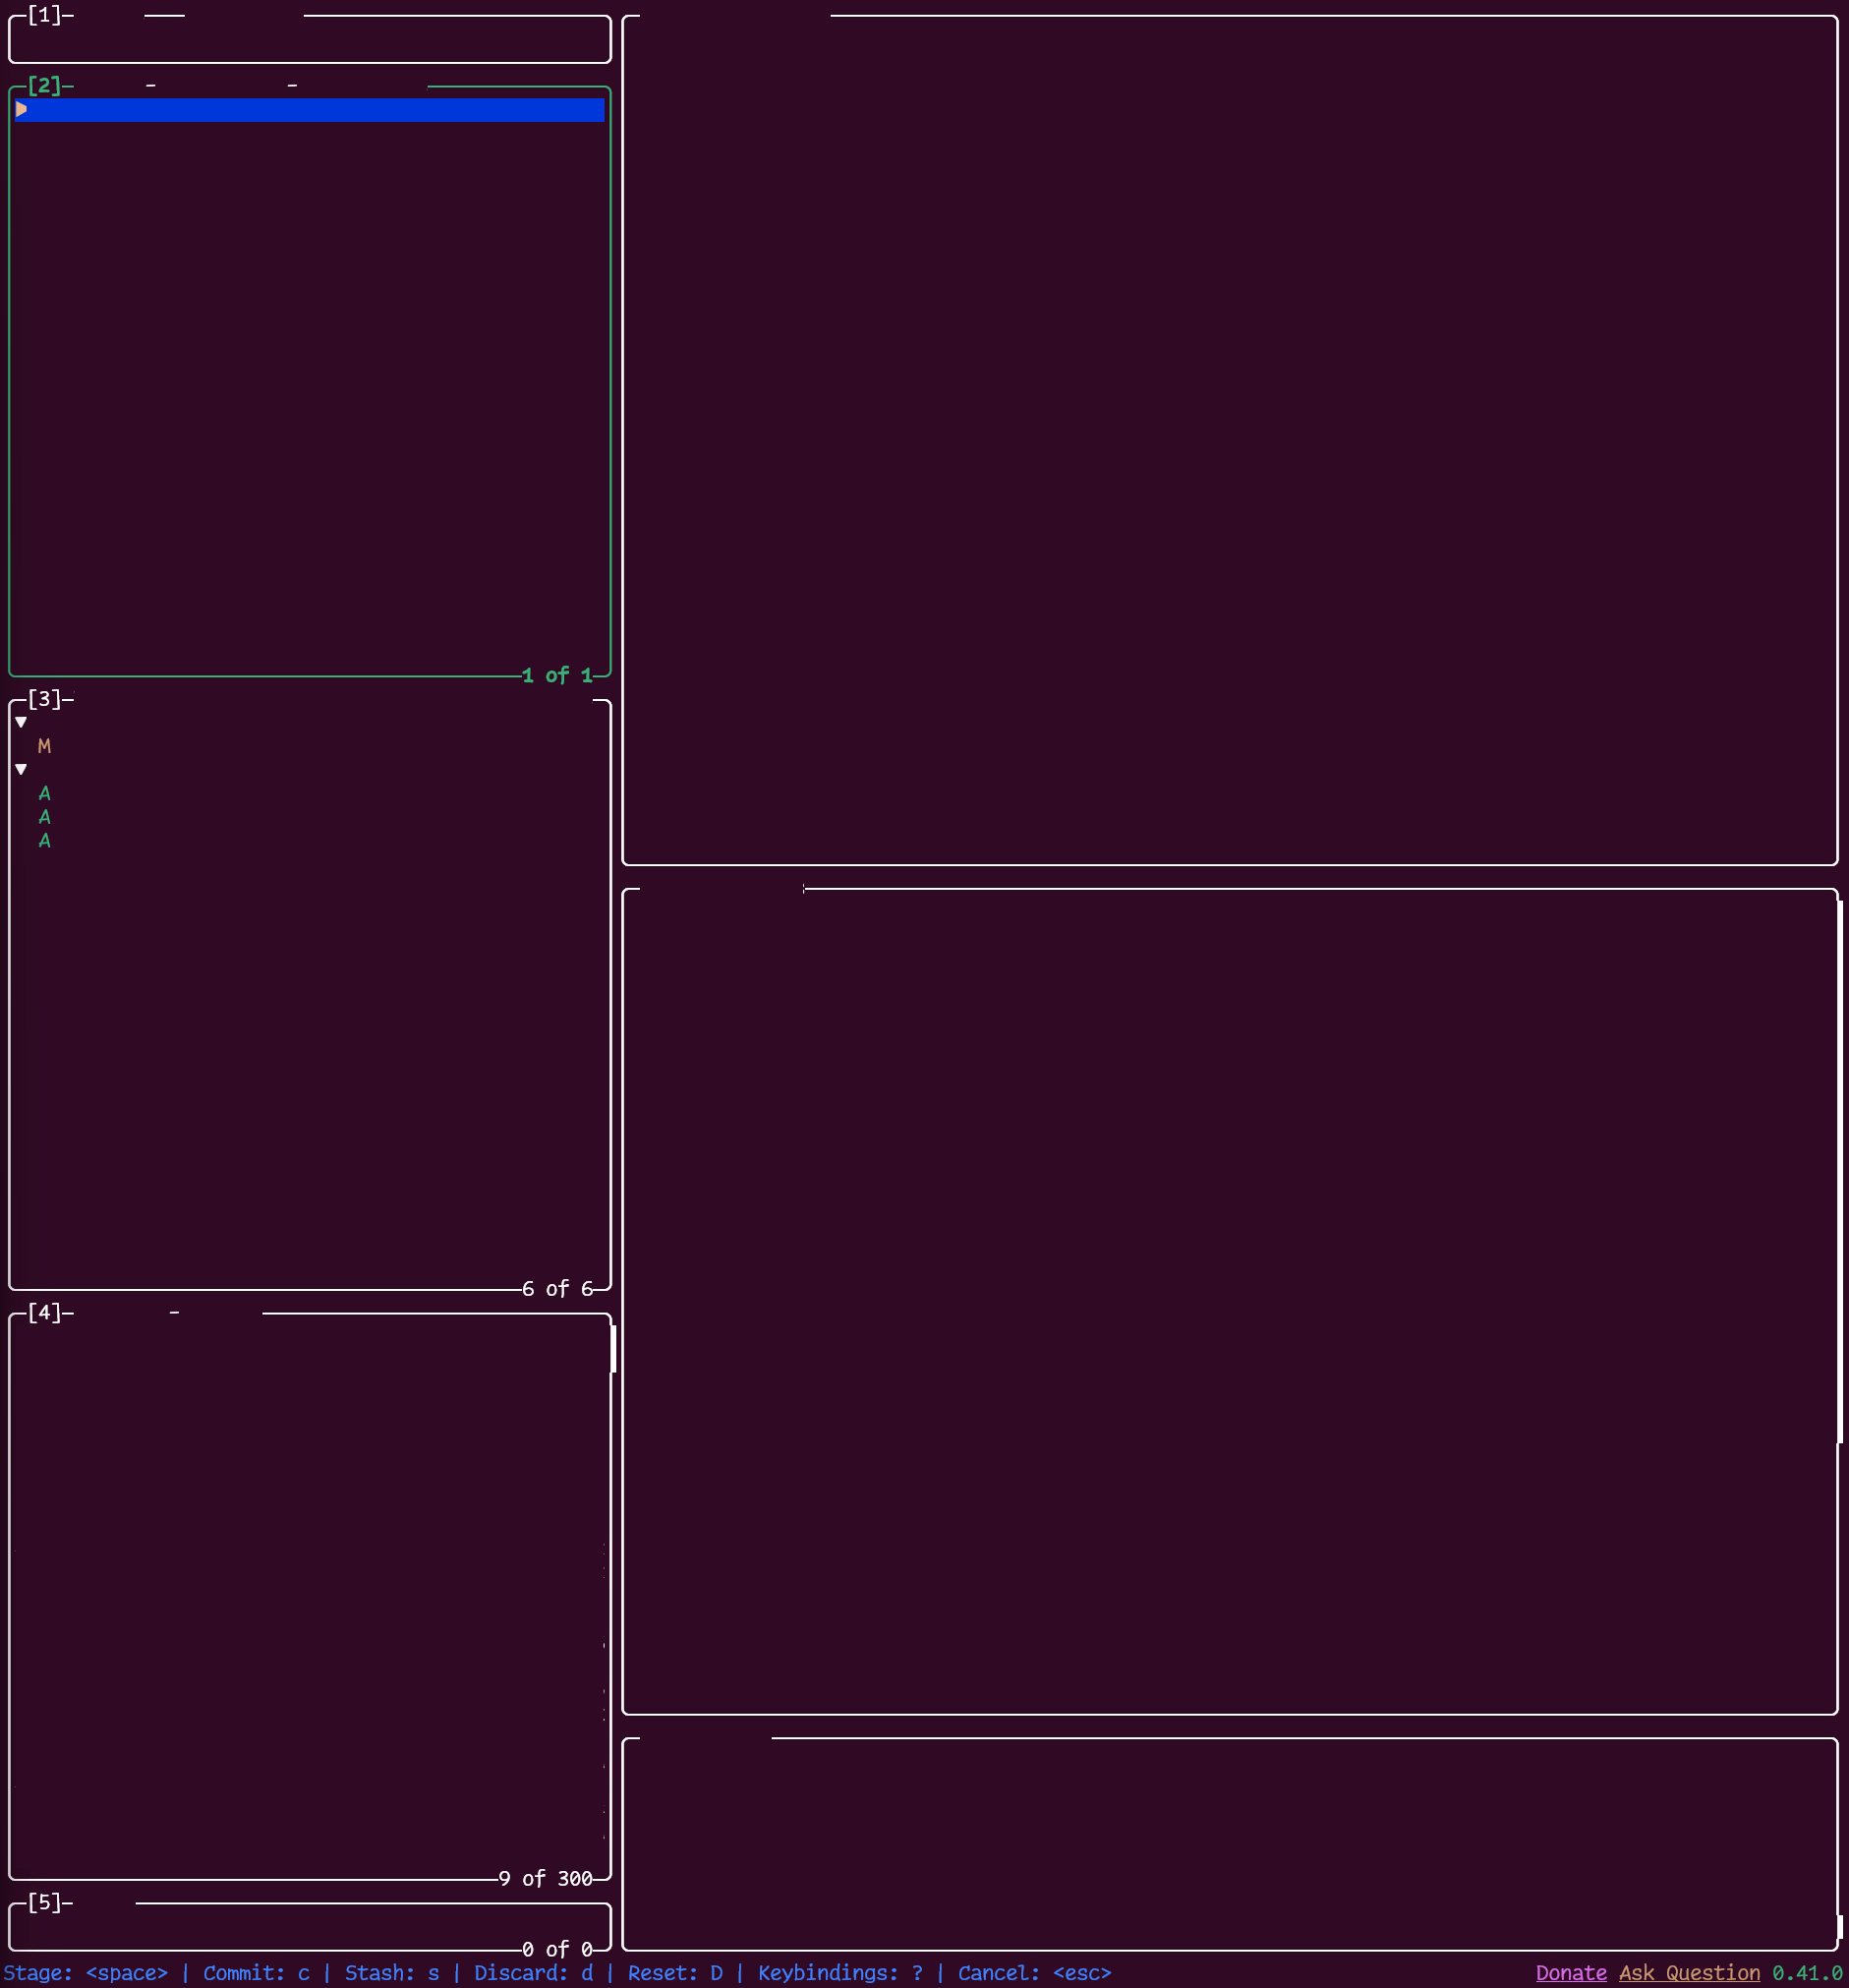 [1]
[2]
1 of 1
[3]
▼
M
▼
A
A
A
6 of 6
[4]
9 of 300
[5]
0 of 0
Stage: <space> | Commit: c | Stash: s | Discard: d | Reset: D | Keybindings: ? | Cancel: <esc> Donate Ask Question 0.41.0